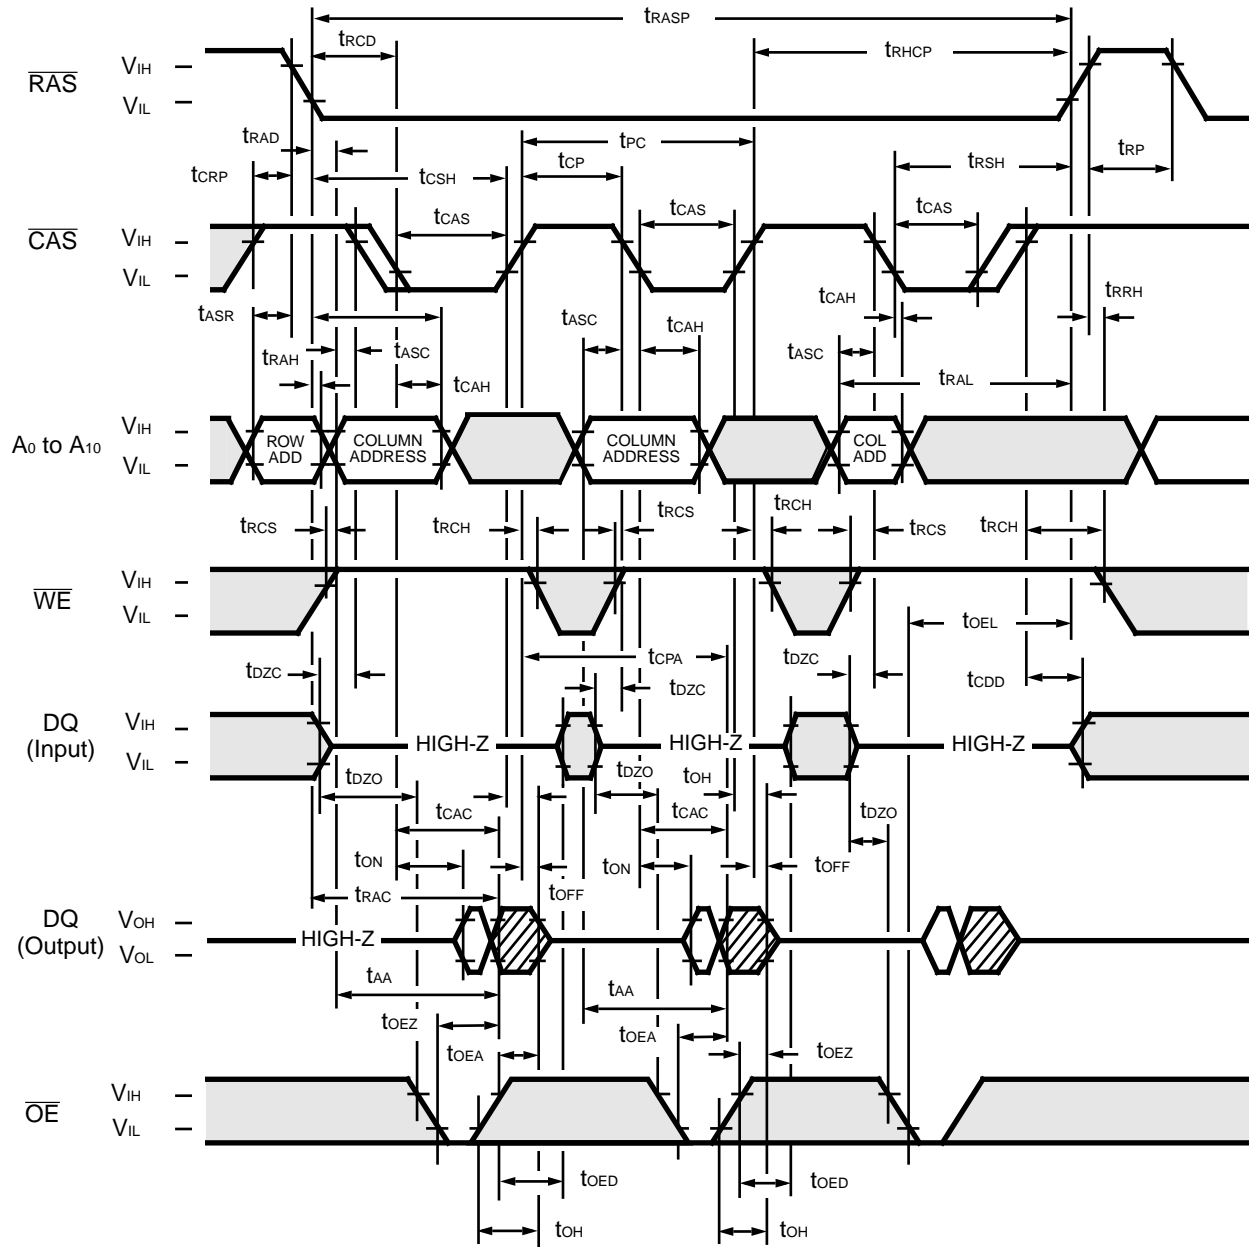 tRASP
tRCD
tRHCP
RAS
VIH
VIL
tRAD
tPC
tCRP
tCSH
tCP
tRSH
tRP
CAS
VIH
VIL
tCAS
tCAS
tCAS
tASR
tRAH
tASC
tCAH
tASC
tCAH
tCAH
tASC
tRAL
tRRH
A0 to A10
VIH
VIL
ROW ADD
COLUMN ADDRESS
COLUMN ADDRESS
COL ADD
tRCS
tRCH
tRCS
tRCH
tRCS
tRCH
WE
VIH
VIL
tOEL
tDZC
tCPA
tDZC
tDZC
tCDD
DQ
(Input)
VIH
VIL
HIGH-Z
HIGH-Z
HIGH-Z
tDZO
tDZO
tOH
tDZO
tCAC
tCAC
tON
tOFF
tON
tOFF
tRAC
DQ
(Output)
VOH
VOL
HIGH-Z
tAA
tAA
tOEZ
tOEA
tOEA
tOEZ
OE
VIH
VIL
tOED
tOED
tOH
tOH